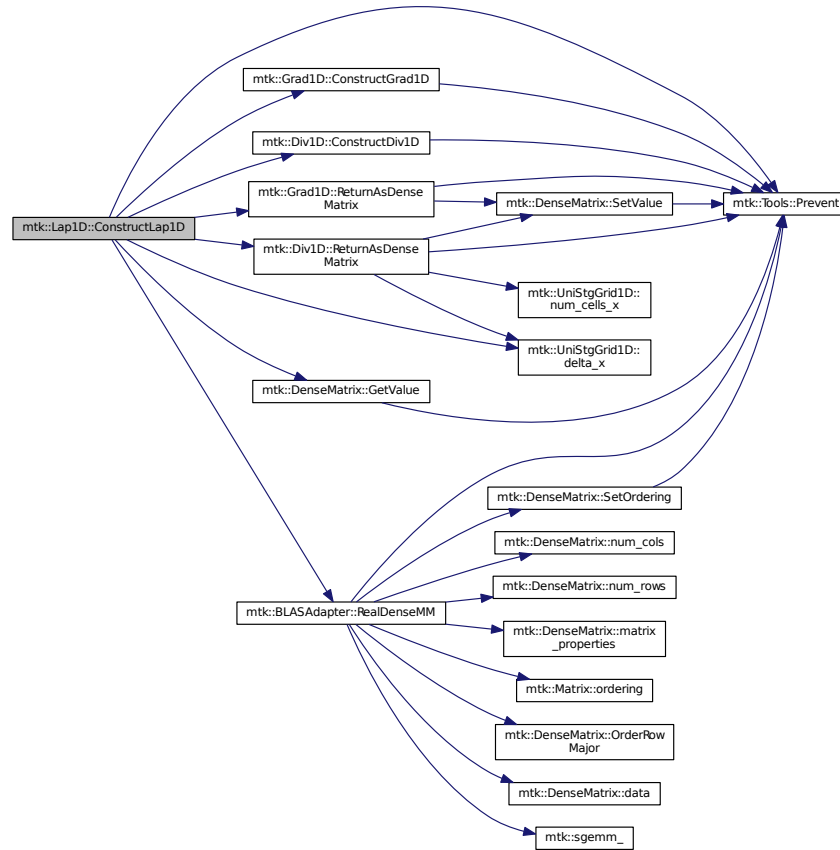 mtk::Grad1D::ConstructGrad1D
mtk::Div1D::ConstructDiv1D
mtk::Grad1D::ReturnAsDense
Matrix
mtk::DenseMatrix::SetValue
mtk::Tools::Prevent
mtk::Lap1D::ConstructLap1D
mtk::Div1D::ReturnAsDense
Matrix
mtk::UniStgGrid1D::
num_cells_x
mtk::UniStgGrid1D::
delta_x
mtk::DenseMatrix::GetValue
mtk::DenseMatrix::SetOrdering
mtk::DenseMatrix::num_cols
mtk::DenseMatrix::num_rows
mtk::BLASAdapter::RealDenseMM
mtk::DenseMatrix::matrix
_properties
mtk::Matrix::ordering
mtk::DenseMatrix::OrderRow
Major
mtk::DenseMatrix::data
mtk::sgemm_